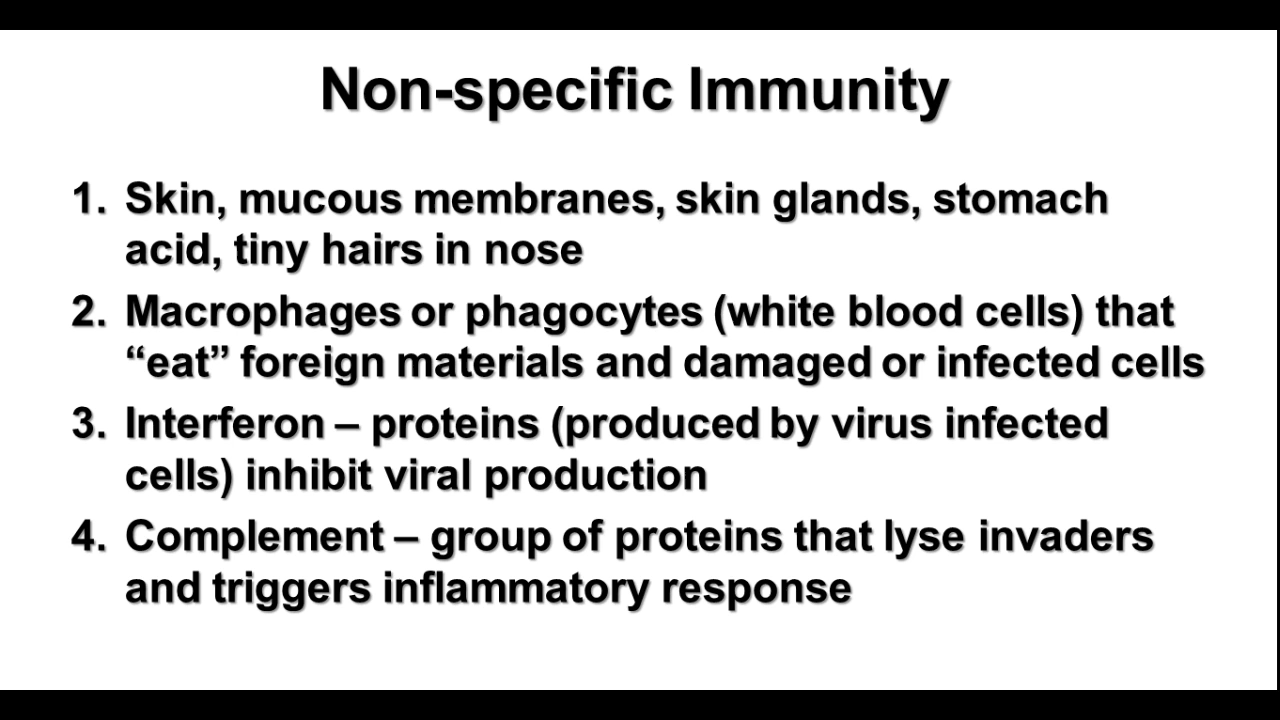 Non-specific Immunity
1. Skin, mucous membranes, skin glands, stomach
acid, tiny hairs in nose
2. Macrophages or phagocytes (white blood cells) that
“eat” foreign materials and damaged or infected cells
3. Interferon – proteins (produced by virus infected
cells) inhibit viral production
4. Complement – group of proteins that lyse invaders
and triggers inflammatory response